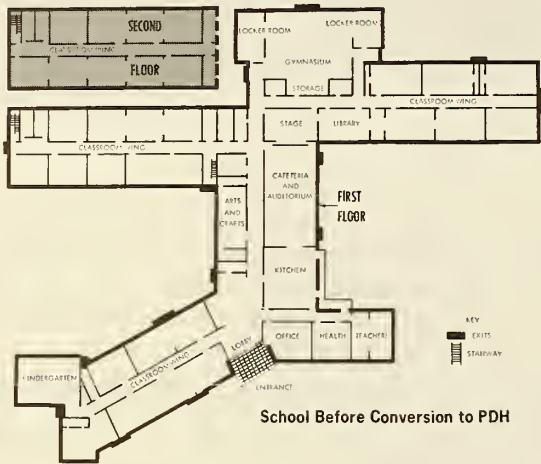 SECOND
CLASSROOM WING
FLOOR
LOCKER ROOM
LOCKER ROOM
GYMNASIUM
STORAGE
CLASSROOM WING
STAGE
LIBRARY
CLASSROOM WING
CAFETERIA
AND
AUDITORIUM
ARTS
AND
CRAFTS
FIRST
FLOOR
KITCHEN
OFFICE
HEALTH
TEACHERS
LOBBY
CLASSROOM WING
KINDERGARTEN
ENTRANCE
KEY
EXITS
STAIRWAY
School Before Conversion to PDH